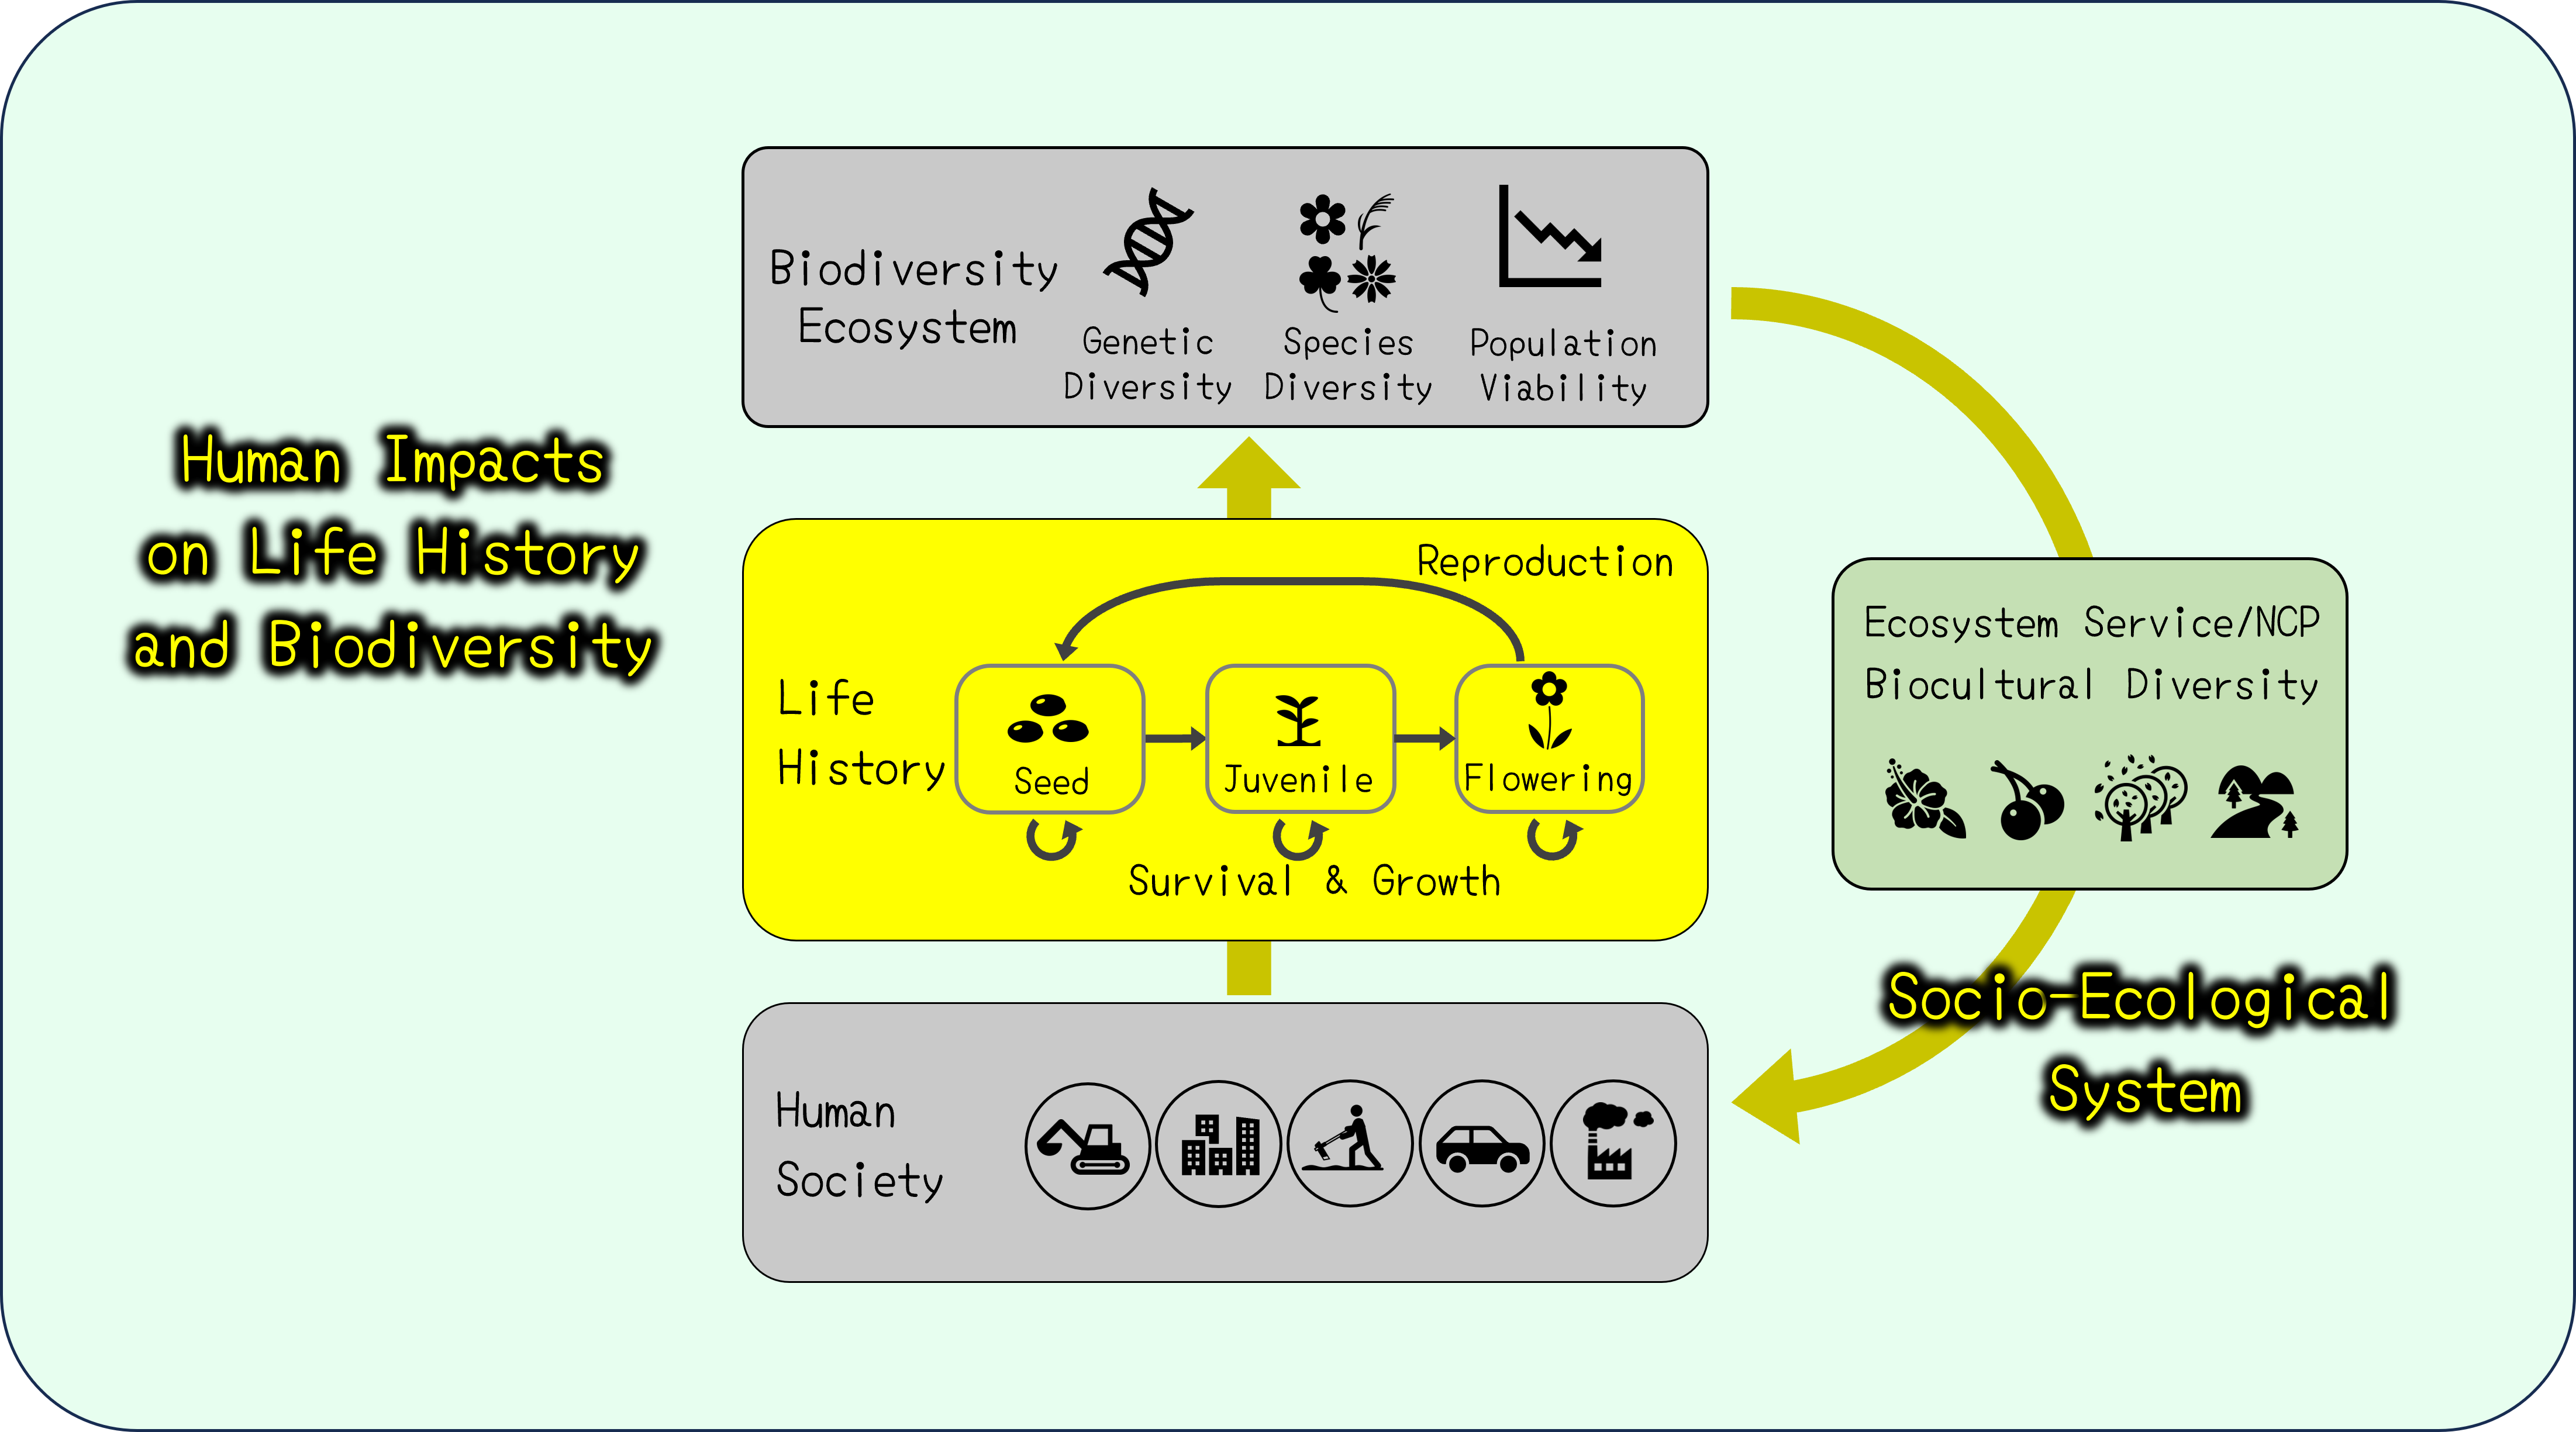 Human Impacts
on Life History
and Biodiversity
Biodiversity
Ecosystem
Genetic
Diversity
Species
Diversity
Population
Viability
Reproduction
Life
History
Seed
Juvenile
Flowering
Survival & Growth
Human
Society
Ecosystem Service/NCP
Biocultural Diversity
Socio-Ecological
System